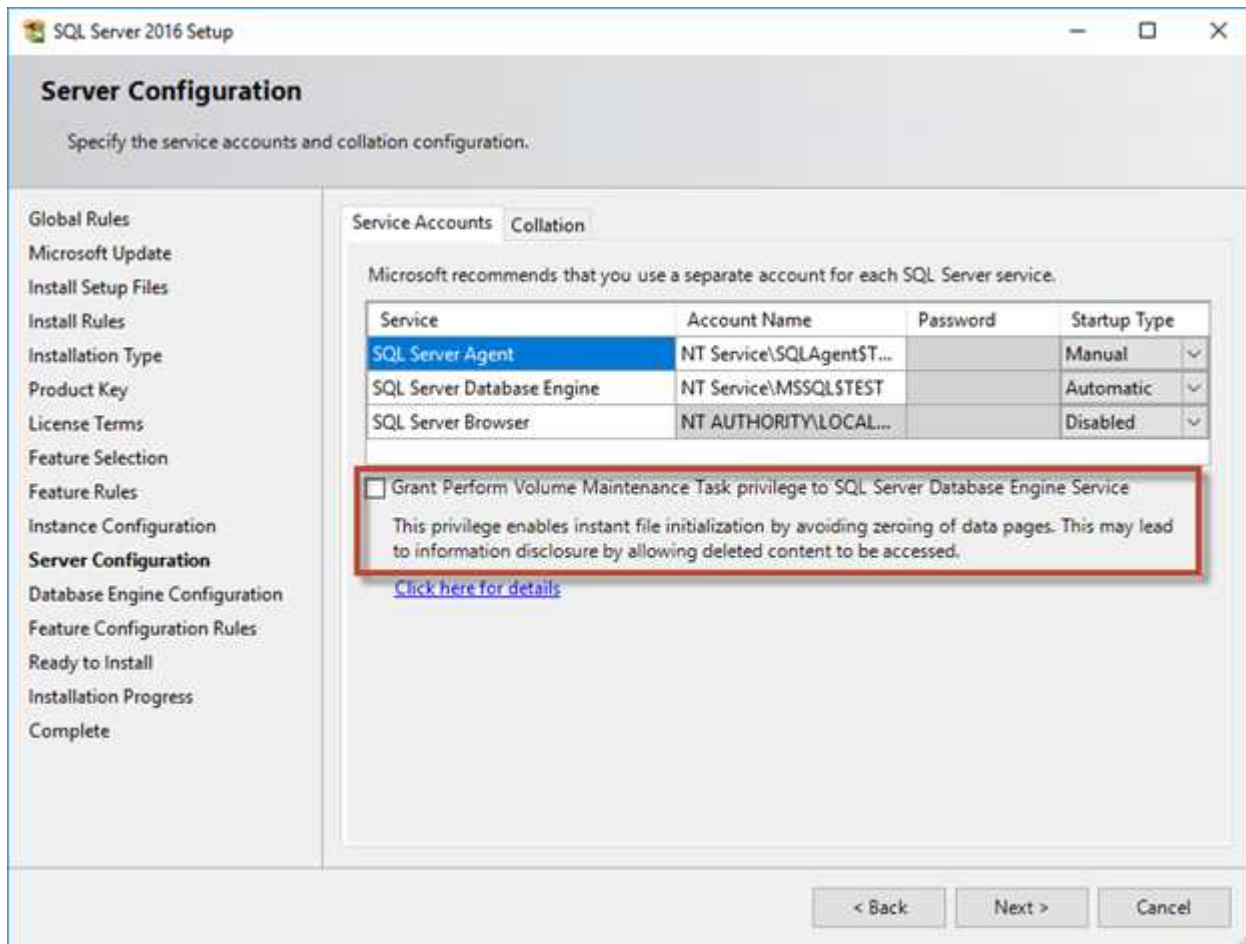 SQL Server 2016 Setup
Server Configuration
Specify the service accounts and collation configuration.
Global Rules
Microsoft Update
Install Setup Files
Install Rules
Installation Type
Product Key
License Terms
Feature Selection
Feature Rules
Instance Configuration
Server Configuration
Database Engine Configuration
Feature Configuration Rules
Ready to Install
Installation Progress
Complete
Service Accounts Collation
Microsoft recommends that you use a separate account for each SQL Server service.
Service Account Name Password Startup Type
SQL Server Agent NT Service\SQLAgent$T... Manual
SQL Server Database Engine NT Service\MSSQL$TEST Automatic
SQL Server Browser NT AUTHORITY\LOCAL... Disabled
Grant Perform Volume Maintenance Task privilege to SQL Server Database Engine Service
This privilege enables instant file initialization by avoiding zeroing of data pages. This may lead
to information disclosure by allowing deleted content to be accessed.
Click here for details
< Back Next > Cancel